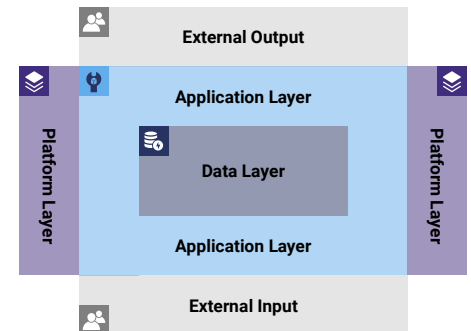 External Output
Application Layer
Platform Layer
Data Layer
Platform Layer
Application Layer
External Input